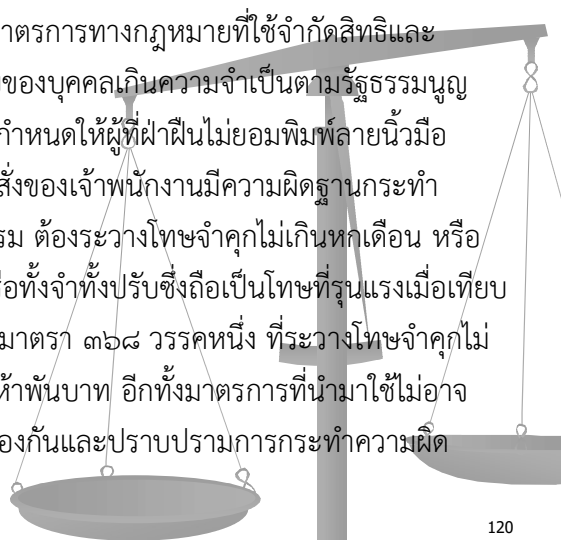 าตรการทางกฎหมายที่ใช้จำกัดสิทธิและ
ของบุคคลเกินความจำเป็นตามรัฐธรรมนูญ
กำหนดให้ผู้ที่ฝ่าฝืนไม่ยอมพิมพ์ลายนิ้วมือ
สั่งของเจ้าพนักงานมีความผิดฐานกระทำ
รม ต้องระวางโทษจำคุกไม่เกินหกเดือน หรือ
อทั้งจำทั้งปรับซึ่งถือเป็นโทษที่รุนแรงเมื่อเทียบ
มาตรา ๓๖๘ วรรคหนึ่ง ที่ระวางโทษจำคุกไม่
ห้าพันบาท อีกทั้งมาตรการที่นำมาใช้ไม่อาจ
องกันและปราบปรามการกระทำความผิด
120